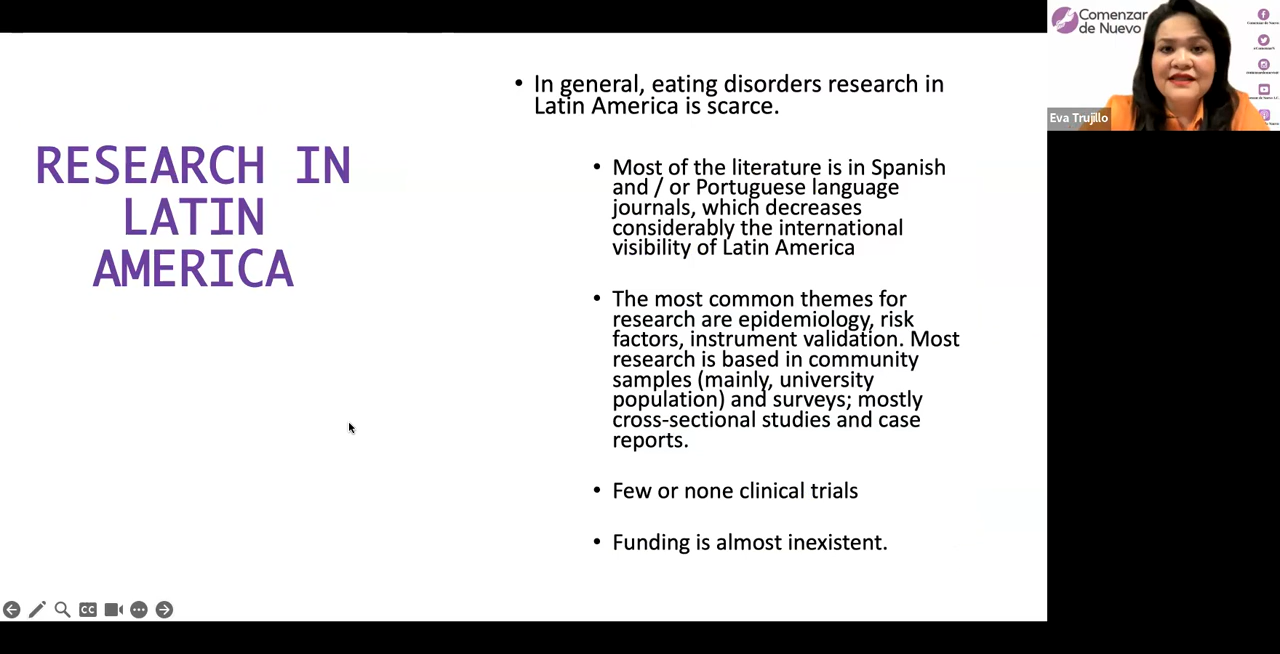 RESEARCH IN
LATIN
AMERICA
• In general, eating disorders research in
Latin America is scarce.
• Most of the literature is in Spanish
and / or Portuguese language
journals, which decreases
considerably the international
visibility of Latin America
• The most common themes for
research are epidemiology, risk
factors, instrument validation. Most
research is based in community
samples (mainly, university
population) and surveys; mostly
cross-sectional studies and case
reports.
• Few or none clinical trials
• Funding is almost inexistent.
CC
Comenzar
de Nuevo
Eva Trujillo